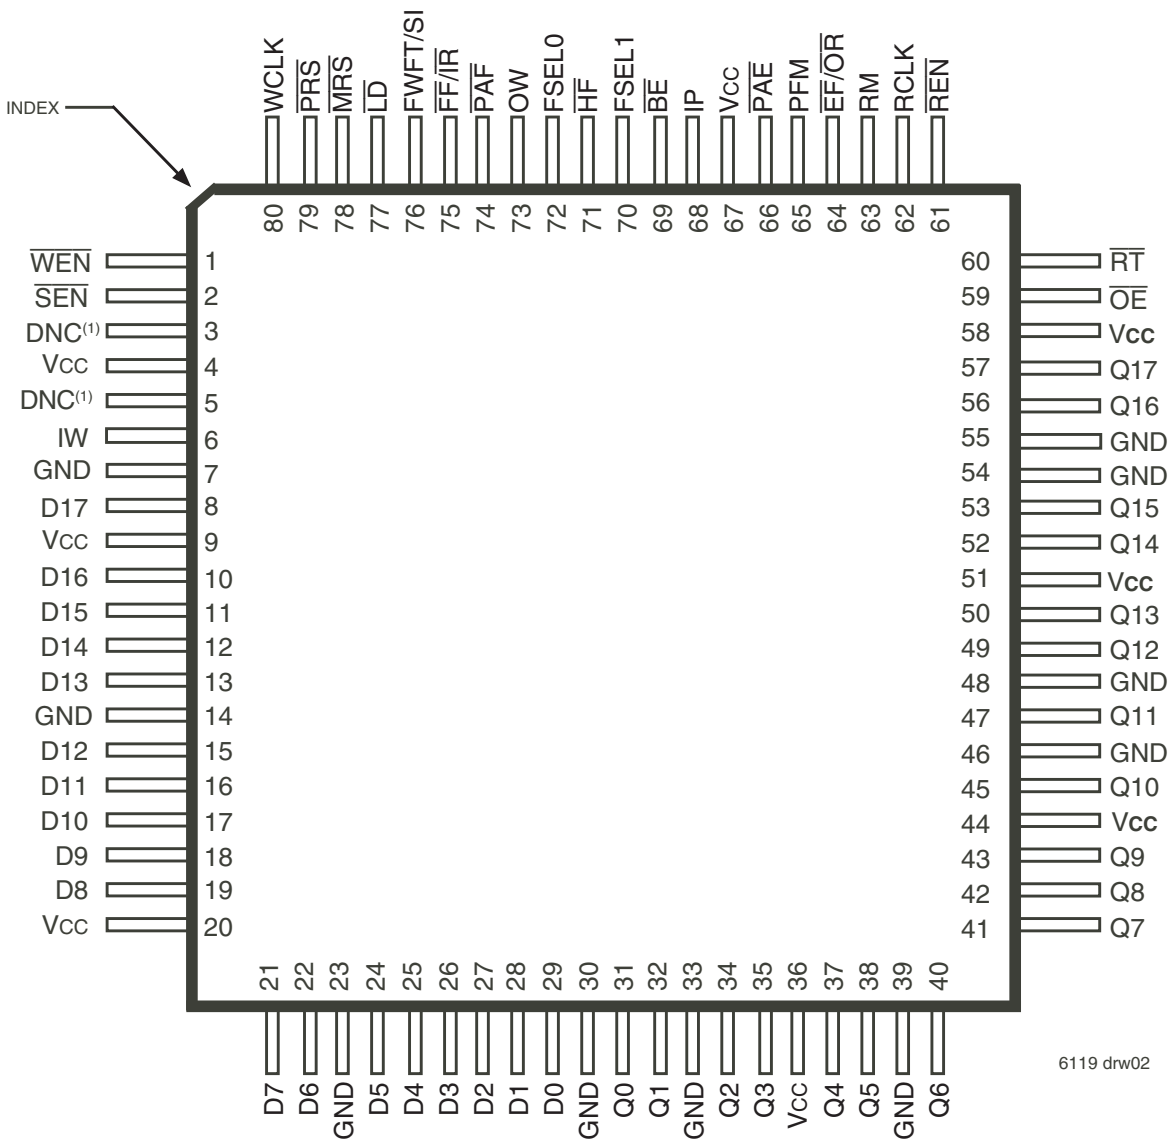 WCLK
PRS
MRS
LD
FWFT/SI
FF/IR
PAF
OW
FSEL0
HF
FSEL1
BE
IP
VCC
PAE
PFM
EF/OR
RM
RCLK
REN
INDEX
80 79 78 77 76 75 74 73 72 71 70 69 68 67 66 65 64 63 62 61
WEN 1
SEN 2
DNC(1) 3
VCC 4
DNC(1) 5
IW 6
GND 7
D17 8
VCC 9
D16 10
D15 11
D14 12
D13 13
GND 14
D12 15
D11 16
D10 17
D9 18
D8 19
VCC 20
60 RT
59 OE
58 Vcc
57 Q17
56 Q16
55 GND
54 GND
53 Q15
52 Q14
51 Vcc
50 Q13
49 Q12
48 GND
47 Q11
46 GND
45 Q10
44 Vcc
43 Q9
42 Q8
41 Q7
21 22 23 24 25 26 27 28 29 30 31 32 33 34 35 36 37 38 39 40
D7
D6
GND
D5
D4
D3
D2
D1
D0
GND
Q0
Q1
GND
Q2
Q3
VCC
Q4
Q5
GND
Q6
6119 drw02